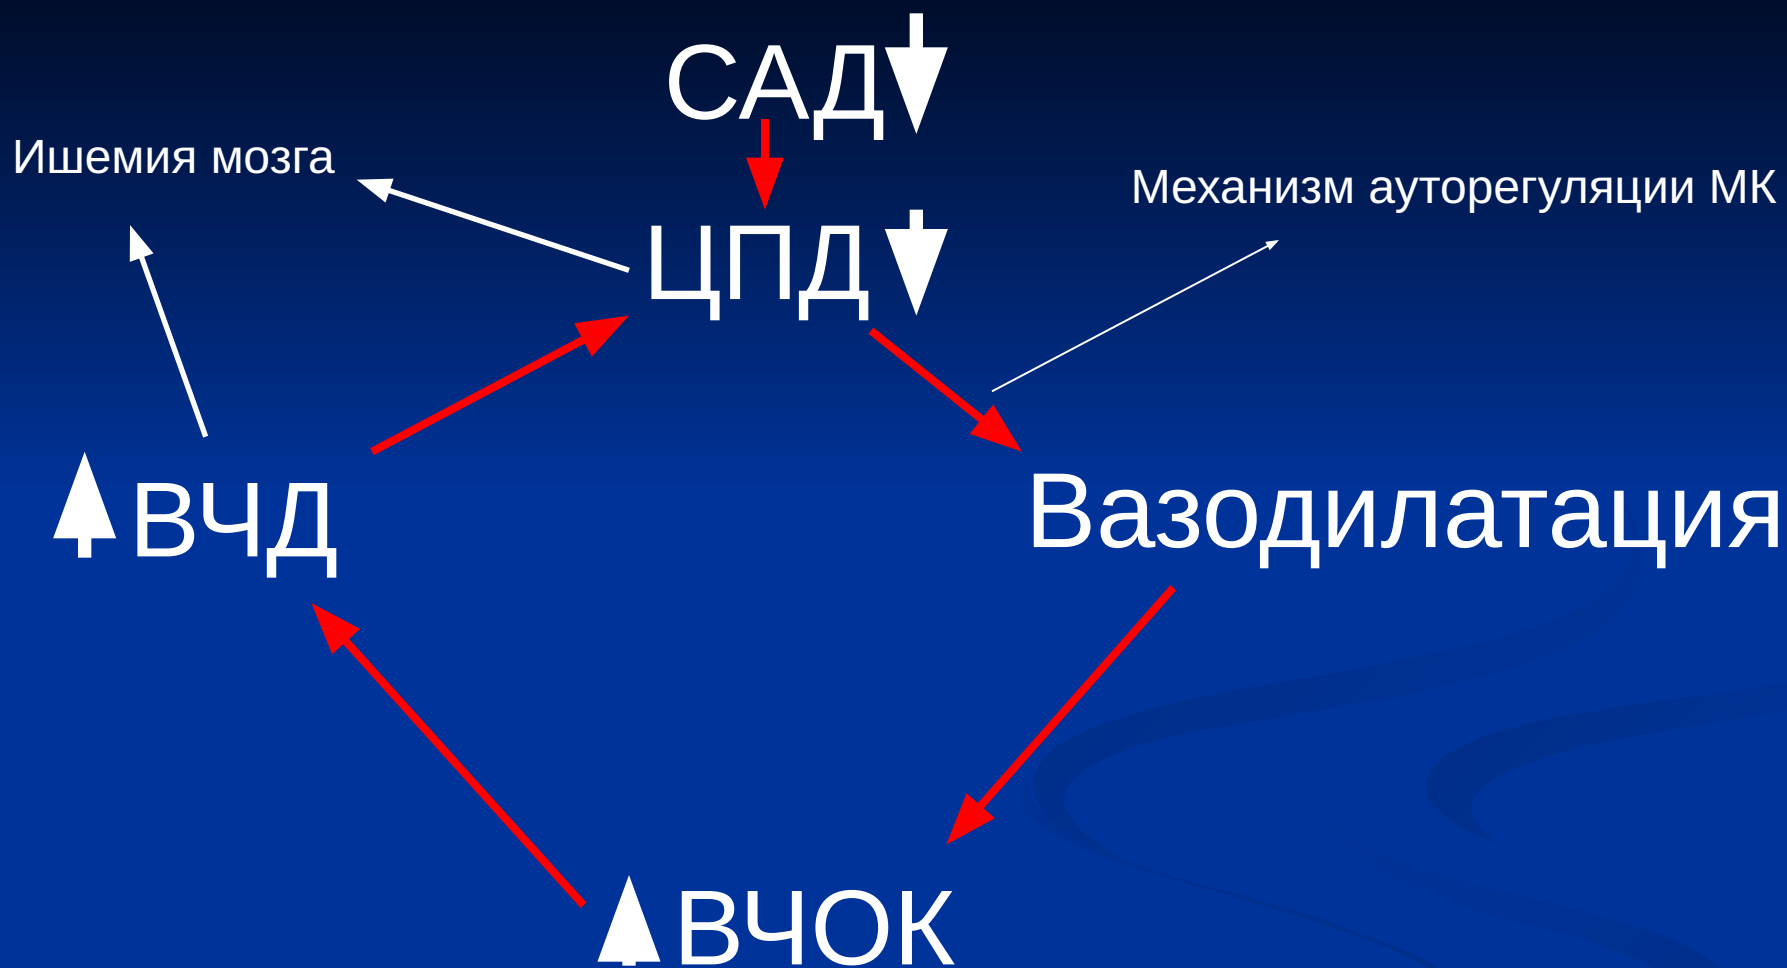 САД
Ишемия мозга
Механизм ауторегуляции МК
ЦПД
ВЧД
Вазодилатация
ВЧОК